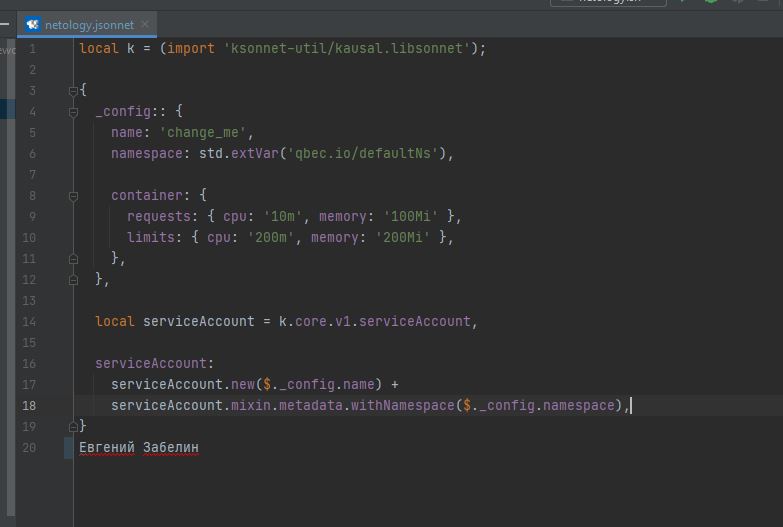 netology.jsonnet
1 local k = (import 'ksonnet-util/kausal.libsonnet');
2
3 {
4 _config:: {
5 name: 'change_me',
6 namespace: std.extVar('qbec.io/defaultNs'),
7
8 container: {
9 requests: { cpu: '10m', memory: '100Mi' },
10 limits: { cpu: '200m', memory: '200Mi' },
11 },
12 },
13
14 local serviceAccount = k.core.v1.serviceAccount,
15
16 serviceAccount:
17 serviceAccount.new($._config.name) +
18 serviceAccount.mixin.metadata.withNamespace($._config.namespace),
19 }
20 Евгений Забелин